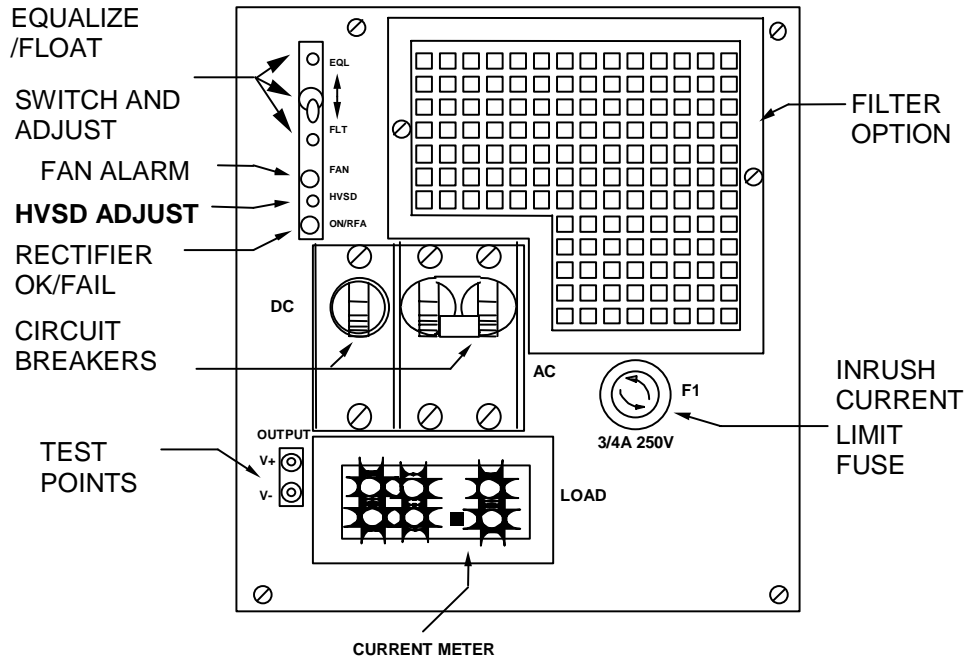 EQUALIZE
/FLOAT
SWITCH AND
ADJUST
FAN ALARM
HVSD ADJUST
RECTIFIER
OK/FAIL
CIRCUIT
BREAKERS
TEST
POINTS
EQL
FLT
FAN
HVSD
ON/RFA
DC
AC
OUTPUT
V+
V-
LOAD
F1
3/4A 250V
FILTER
OPTION
INRUSH
CURRENT
LIMIT
FUSE
CURRENT METER